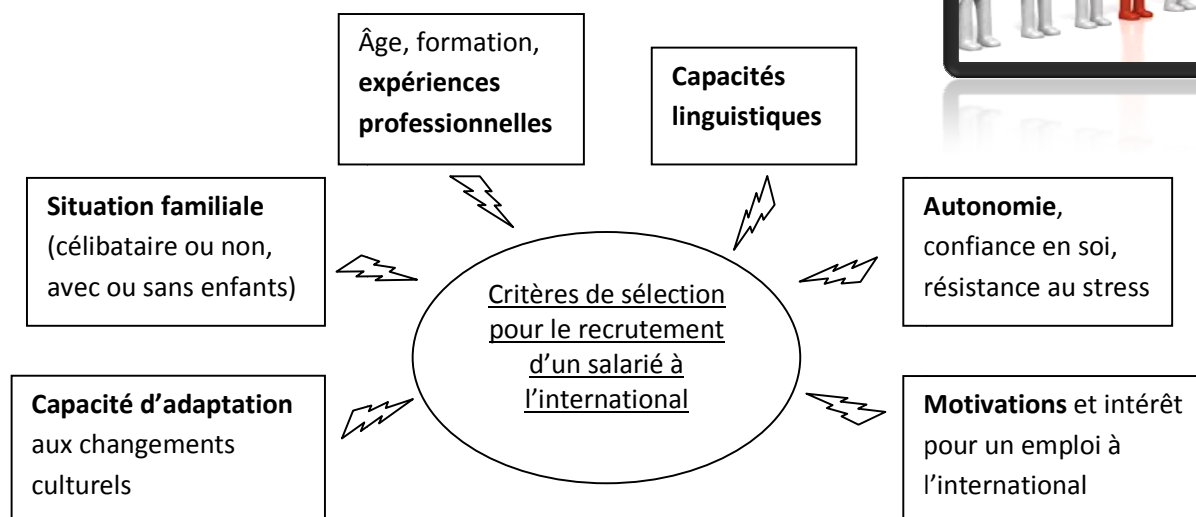 Âge, formation,
expériences
professionnelles
Capacités
linguistiques
Situation familiale
(célibataire ou non,
avec ou sans enfants)
Autonomie,
confiance en soi,
résistance au stress
Critères de sélection
pour le recrutement
d’un salarié à
l’international
Capacité d’adaptation
aux changements
culturels
Motivations et intérêt
pour un emploi à
l’international